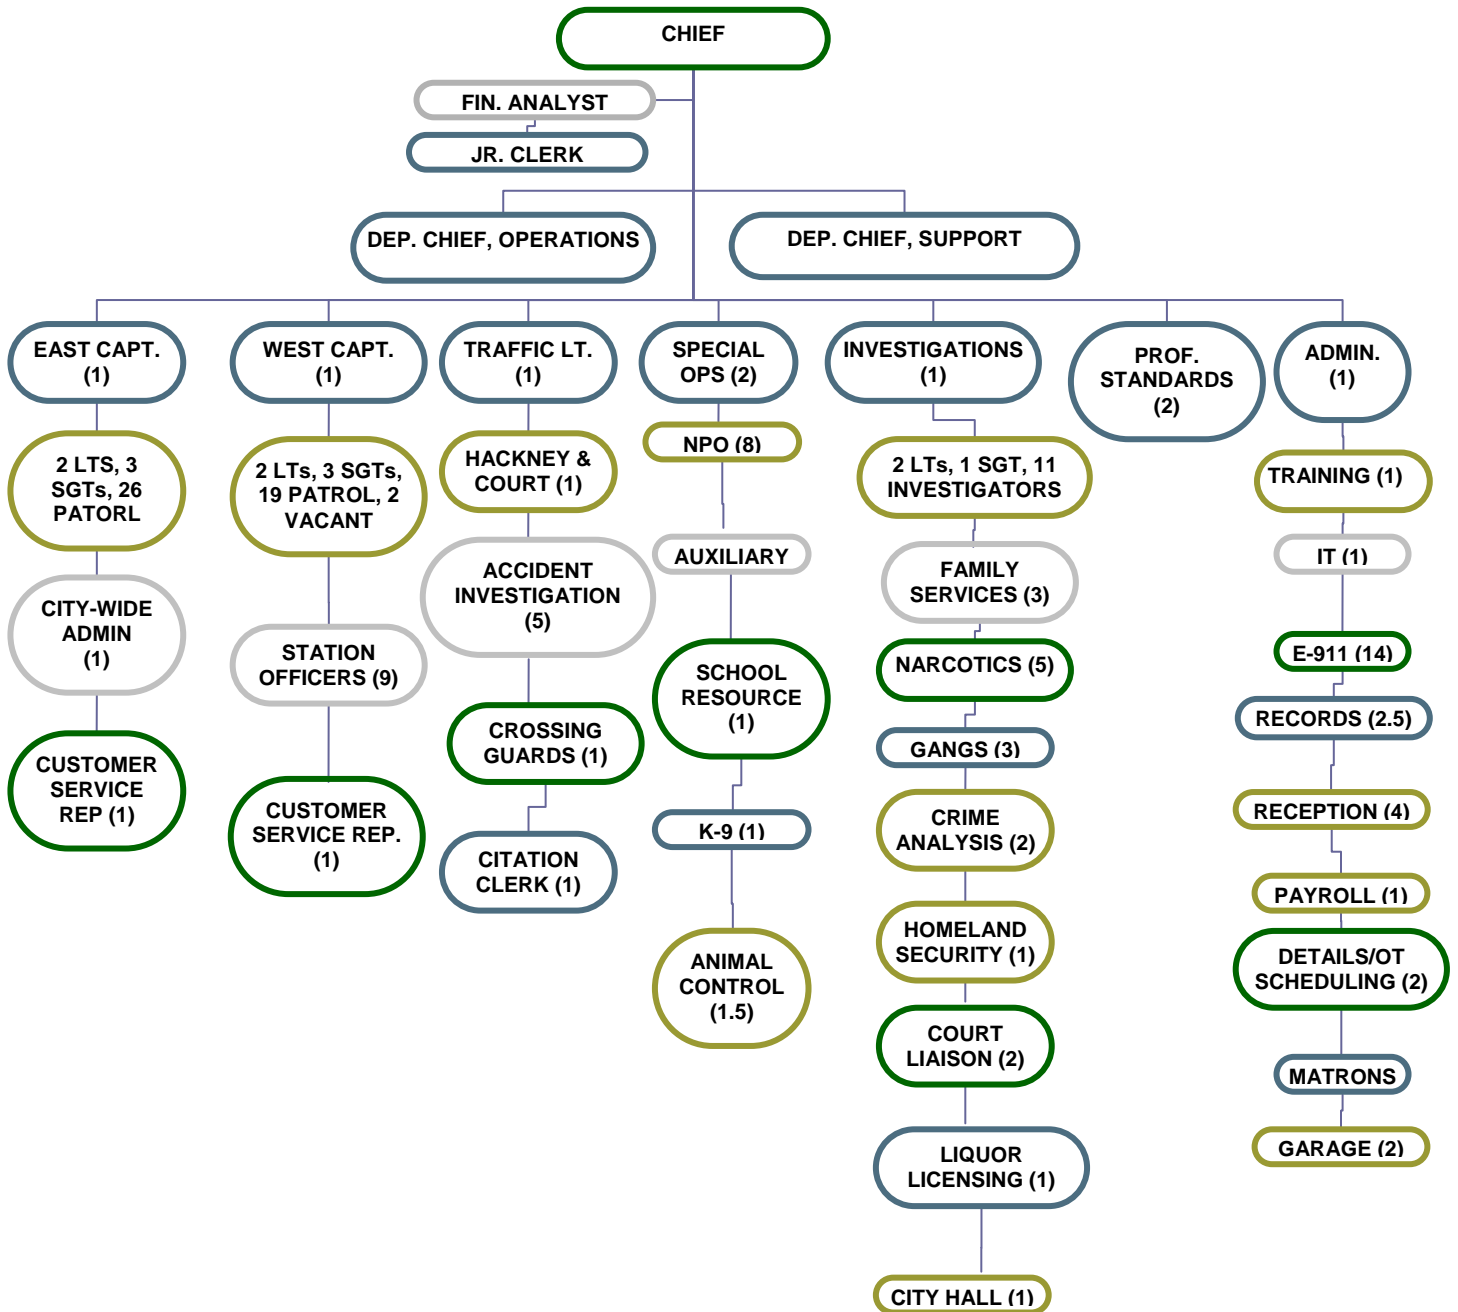 CHIEF
FIN. ANALYST
JR. CLERK
DEP. CHIEF, OPERATIONS
DEP. CHIEF, SUPPORT
EAST CAPT.
(1)
2 LTS, 3
SGTs, 26
PATORL
CITY-WIDE
ADMIN
(1)
CUSTOMER
SERVICE
REP (1)
WEST CAPT.
(1)
2 LTs, 3 SGTs,
19 PATROL, 2
VACANT
STATION
OFFICERS (9)
CUSTOMER
SERVICE REP.
(1)
TRAFFIC LT.
(1)
HACKNEY &
COURT (1)
ACCIDENT
INVESTIGATION
(5)
CROSSING
GUARDS (1)
CITATION
CLERK (1)
SPECIAL
OPS (2)
NPO (8)
AUXILIARY
SCHOOL
RESOURCE
(1)
K-9 (1)
ANIMAL
CONTROL
(1.5)
INVESTIGATIONS
(1)
2 LTs, 1 SGT, 11
INVESTIGATORS
FAMILY
SERVICES (3)
NARCOTICS (5)
GANGS (3)
CRIME
ANALYSIS (2)
HOMELAND
SECURITY (1)
COURT
LIAISON (2)
LIQUOR
LICENSING (1)
CITY HALL (1)
PROF.
STANDARDS
(2)
ADMIN.
(1)
TRAINING (1)
IT (1)
E-911 (14)
RECORDS (2.5)
RECEPTION (4)
PAYROLL (1)
DETAILS/OT
SCHEDULING (2)
MATRONS
GARAGE (2)